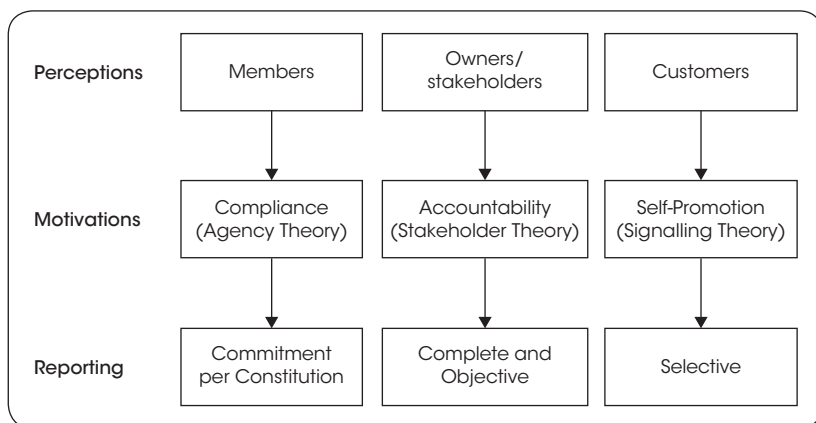 Perceptions
Members
Owners/
stakeholders
Customers
Motivations
Compliance
(Agency Theory)
Accountability
(Stakeholder Theory)
Self-Promotion
(Signalling Theory)
Reporting
Commitment
per Constitution
Complete and
Objective
Selective